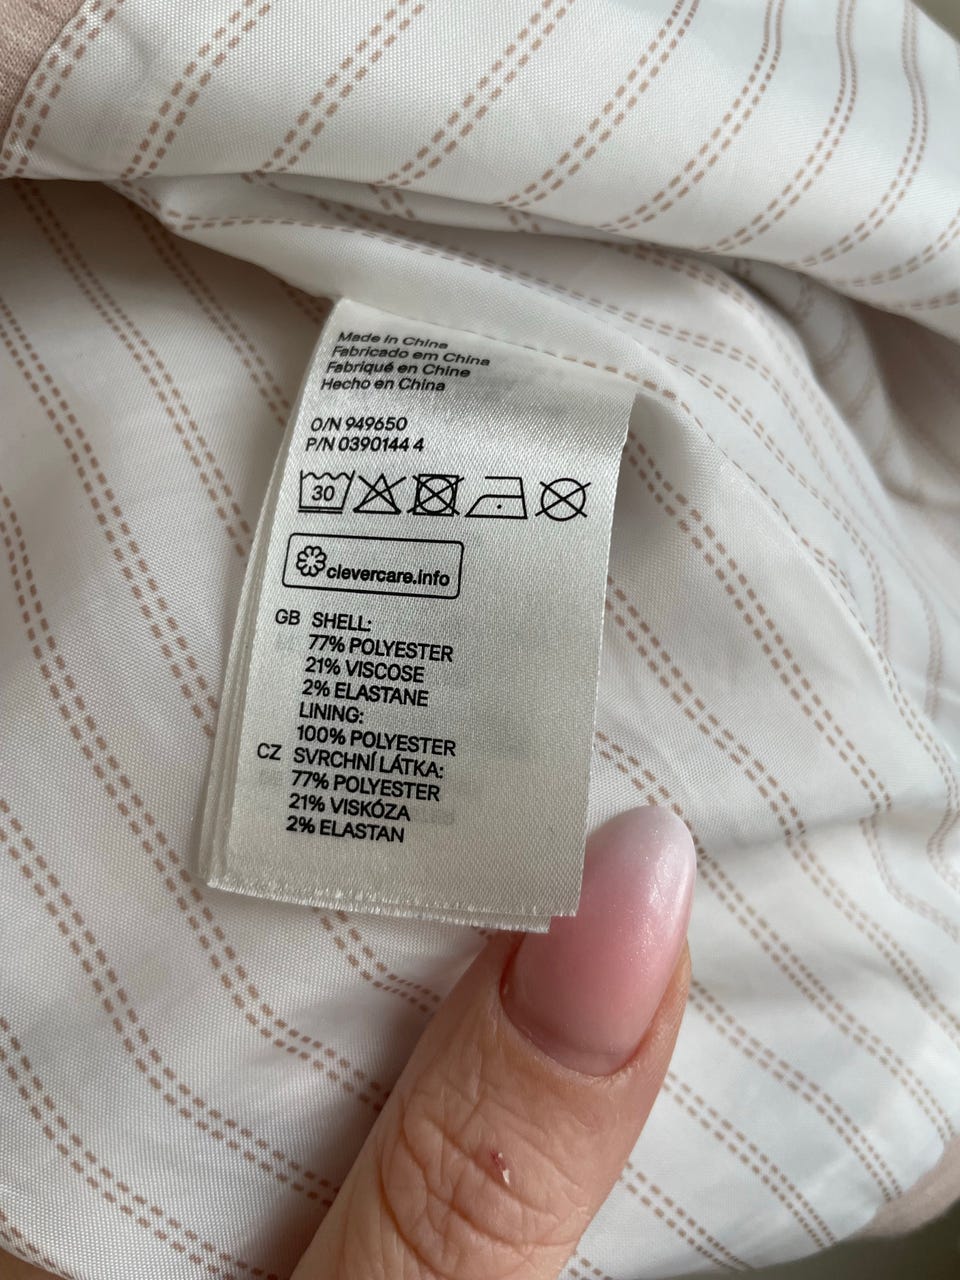 Made in China
Fabricado em China
Fabriqué en Chine
Hecho en China
O/N 949650
P/N 0390144 4
30
clevercare.info
GB SHELL:
77% POLYESTER
21% VISCOSE
2% ELASTANE
LINING:
100% POLYESTER
CZ SVRCHNÍ LÁTKA:
77% POLYESTER
21% VISKÓZA
2% ELASTAN